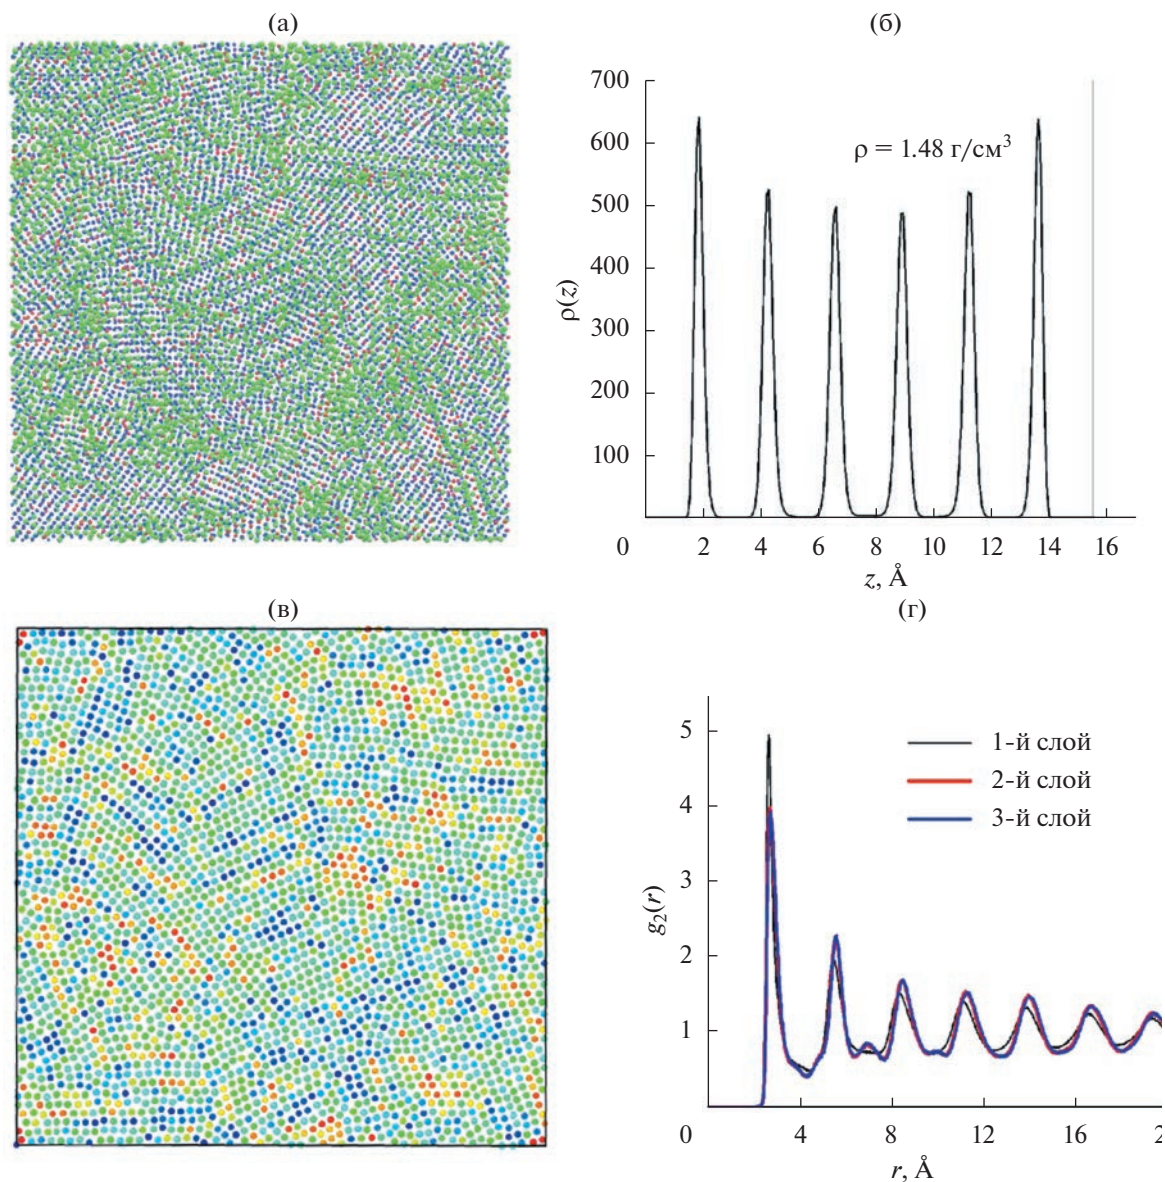 (а)
(б)
700
600
500
400
300
200
100
0
ρ(z)
ρ = 1.48 г/см³
2 4 6 8 10 12 14 16
z, Å
(в)
(г)
5
4
3
2
1
0
g₂(r)
1-й слой
2-й слой
3-й слой
4 8 12 16 2
r, Å